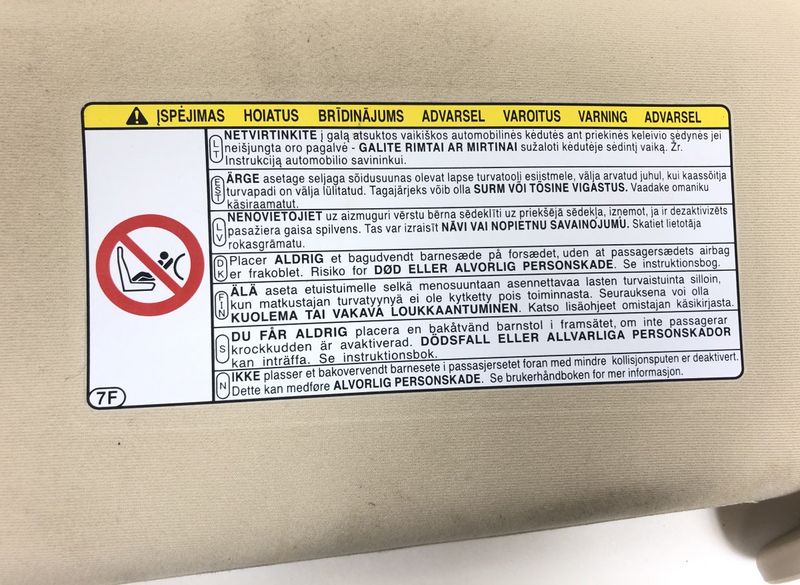 ĮSPĖJIMAS HOIATUS BRĪDINĀJUMS ADVARSEL VAROITUS VARNING ADVARSEL
LT
NETVIRTINKITE į galą atsuktos vaikiškos automobilinės kėdutės ant priekinės keleivio sėdynės jei
neišjungta oro pagalvė - GALITE RIMTAI AR MIRTINAI sužaloti kėdutėje sėdintį vaiką. Žr.
Instrukciją automobilio savininkui.
EST
ÄRGE asetage seljaga sõidusuunas olevat lapse turvatooli esiistmele, välja arvatud juhul, kui kaassõitja
turvapadi on välja lülitatud. Tagajärjeks võib olla SURM VÕI TÕSINE VIGASTUS. Vaadake omaniku
käsiraamatut.
LV
NENOVIETOJIET uz aizmuguri vērstu bērna sēdeklīti uz priekšējā sēdekļa, izņemot, ja ir dezaktivizēts
pasažiera gaisa spilvens. Tas var izraisīt NĀVI VAI NOPIETNU SAVAINOJUMU. Skatiet lietotāja
rokasgrāmatu.
DK
Placer ALDRIG et bagudvendt barnesæde på forsædet, uden at passagersædets airbag
er frakoblet. Risiko for DØD ELLER ALVORLIG PERSONSKADE. Se instruktionsbog.
FIN
ÄLÄ aseta etuistuimelle selkä menosuuntaan asennettavaa lasten turvaistuinta silloin,
kun matkustajan turvatyynyä ei ole kytketty pois toiminnasta. Seurauksena voi olla
KUOLEMA TAI VAKAVA LOUKKAANTUMINEN. Katso lisäohjeet omistajan käsikirjasta.
S
DU FÅR ALDRIG placera en bakåtvänd barnstol i framsätet, om inte passagerar
krockkudden är avaktiverad. DÖDSFALL ELLER ALLVARLIGA PERSONSKADOR
kan inträffa. Se instruktionsbok.
N
IKKE plasser et bakovervendt barnesete i passasjersetet foran med mindre kollisjonsputen er deaktivert.
Dette kan medføre ALVORLIG PERSONSKADE. Se brukerhåndboken for mer informasjon.
7F